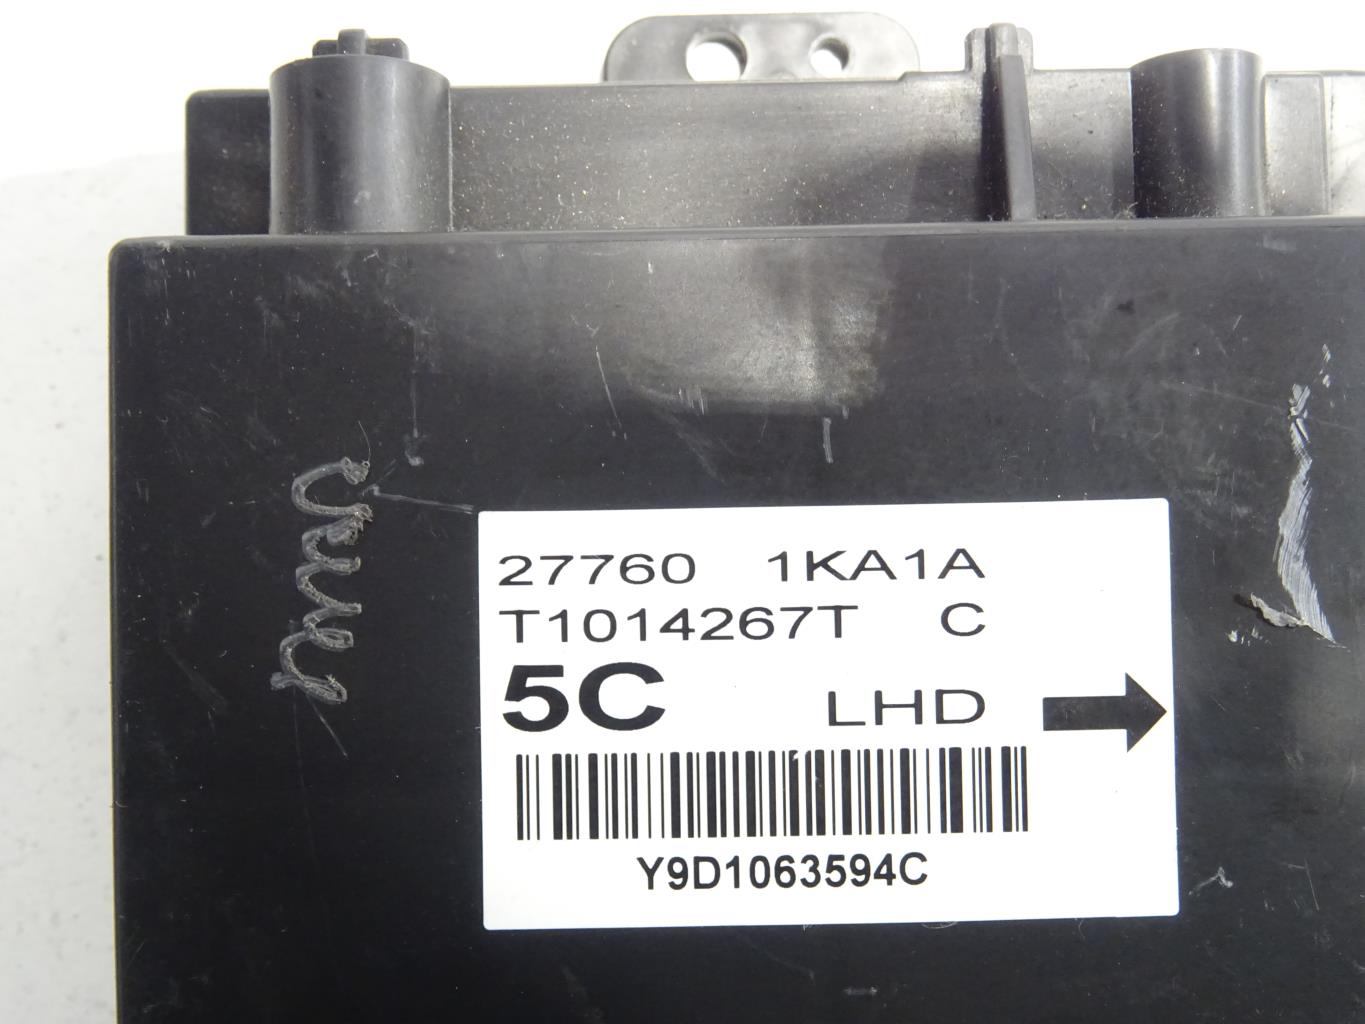 27760 1KA1A
T1014267T C
5C LHD
Y9D1063594C